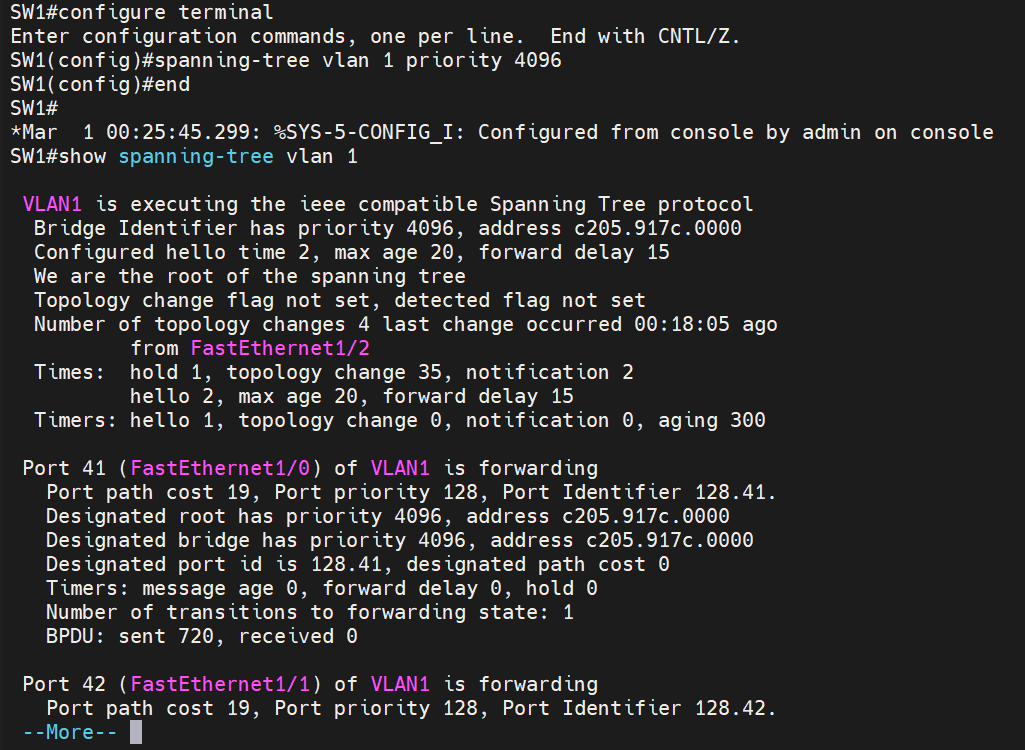 SW1#configure terminal
Enter configuration commands, one per line.  End with CNTL/Z.
SW1(config)#spanning-tree vlan 1 priority 4096
SW1(config)#end
SW1#
*Mar  1 00:25:45.299: %SYS-5-CONFIG_I: Configured from console by admin on console
SW1#show spanning-tree vlan 1

 VLAN1 is executing the ieee compatible Spanning Tree protocol
  Bridge Identifier has priority 4096, address c205.917c.0000
  Configured hello time 2, max age 20, forward delay 15
  We are the root of the spanning tree
  Topology change flag not set, detected flag not set
  Number of topology changes 4 last change occurred 00:18:05 ago
          from FastEthernet1/2
  Times:  hold 1, topology change 35, notification 2
          hello 2, max age 20, forward delay 15
  Timers: hello 1, topology change 0, notification 0, aging 300

 Port 41 (FastEthernet1/0) of VLAN1 is forwarding
   Port path cost 19, Port priority 128, Port Identifier 128.41.
   Designated root has priority 4096, address c205.917c.0000
   Designated bridge has priority 4096, address c205.917c.0000
   Designated port id is 128.41, designated path cost 0
   Timers: message age 0, forward delay 0, hold 0
   Number of transitions to forwarding state: 1
   BPDU: sent 720, received 0

 Port 42 (FastEthernet1/1) of VLAN1 is forwarding
   Port path cost 19, Port priority 128, Port Identifier 128.42.
 --More--